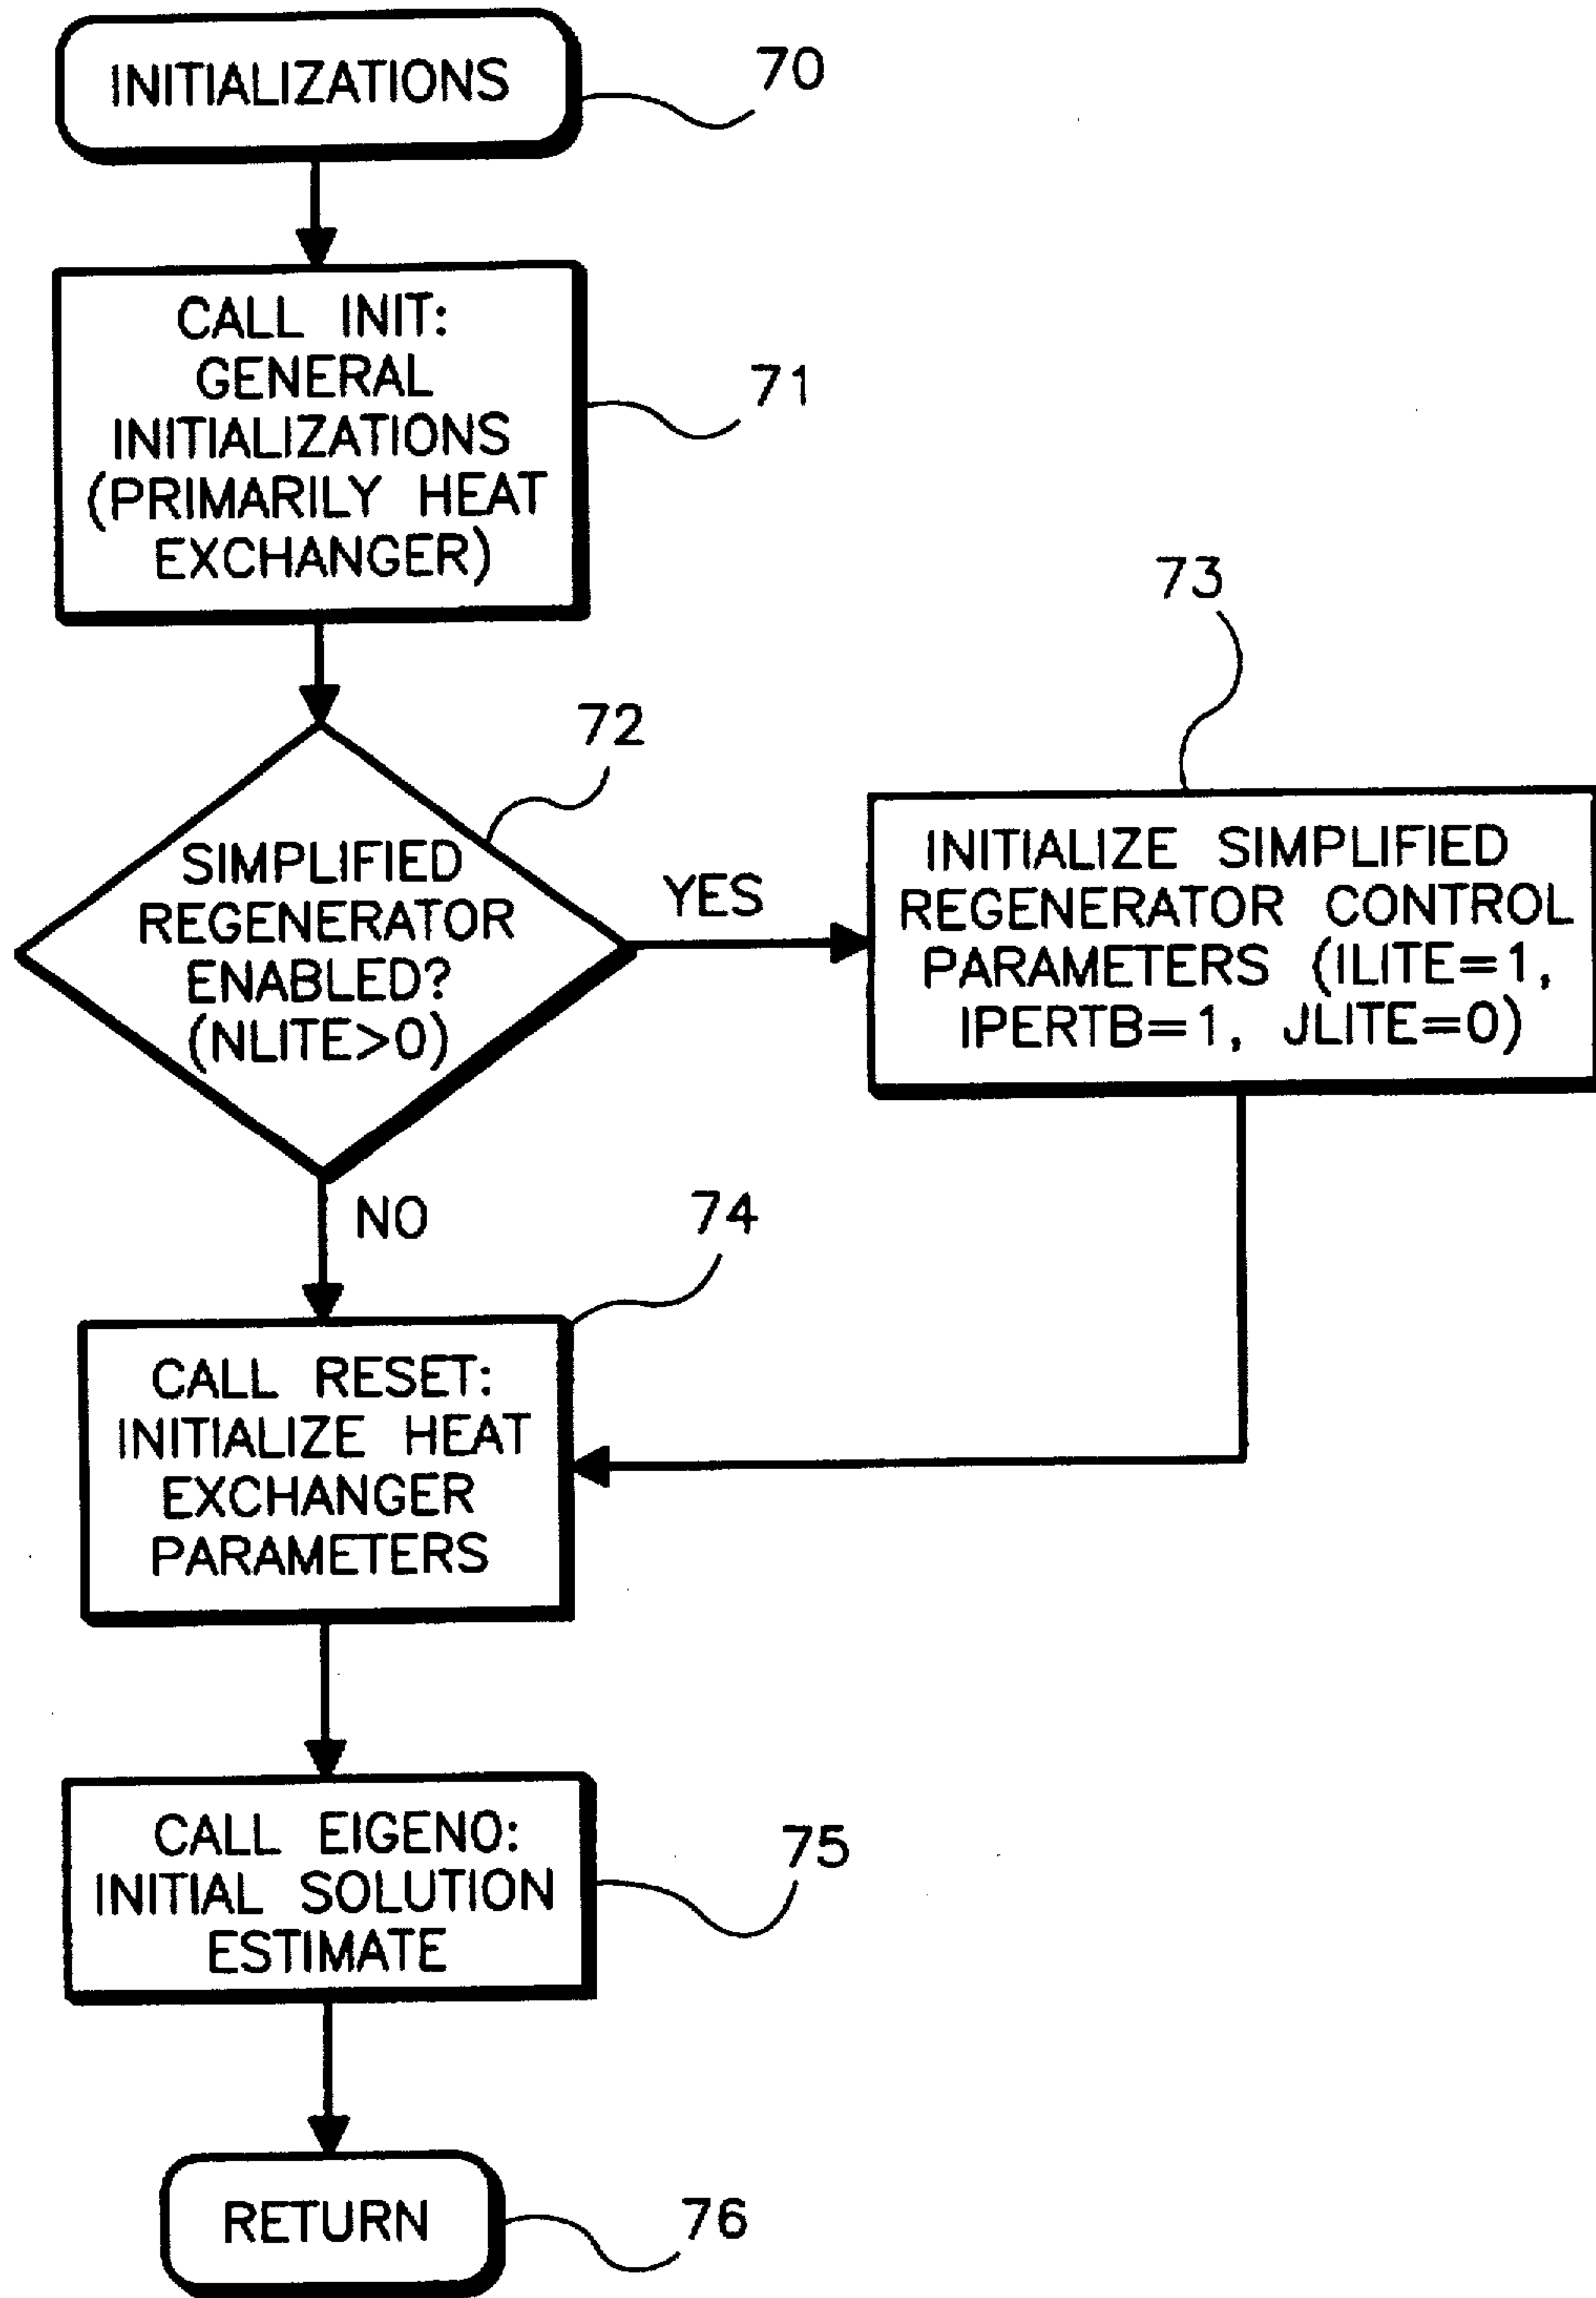 INITIALIZATIONS
70
CALL INIT:
GENERAL
INITIALIZATIONS
(PRIMARILY HEAT
EXCHANGER)
71
72
SIMPLIFIED
REGENERATOR
ENABLED?
(NLITE>0)
YES
73
INITIALIZE SIMPLIFIED
REGENERATOR CONTROL
PARAMETERS (ILITE=1,
IPERTB=1, JLITE=0)
NO
74
CALL RESET:
INITIALIZE HEAT
EXCHANGER
PARAMETERS
CALL EIGENO:
INITIAL SOLUTION
ESTIMATE
75
RETURN
76